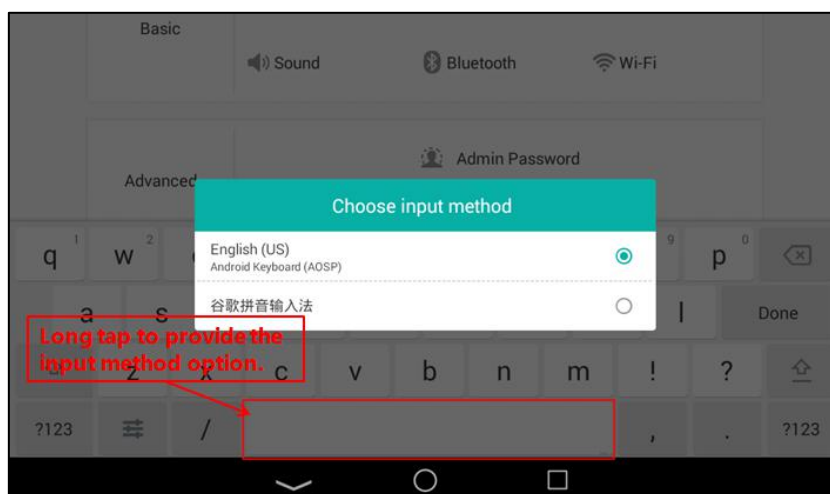 Basic
Sound
Bluetooth
Wi-Fi
Advanced
Admin Password
Choose input method
English (US)
Android Keyboard (AOSP)
谷歌拼音输入法
q 1 w 2 9 p 0
a s l Done
Long tap to provide the
input method option.
z x c v b n m ! ?
?123 / , . ?123